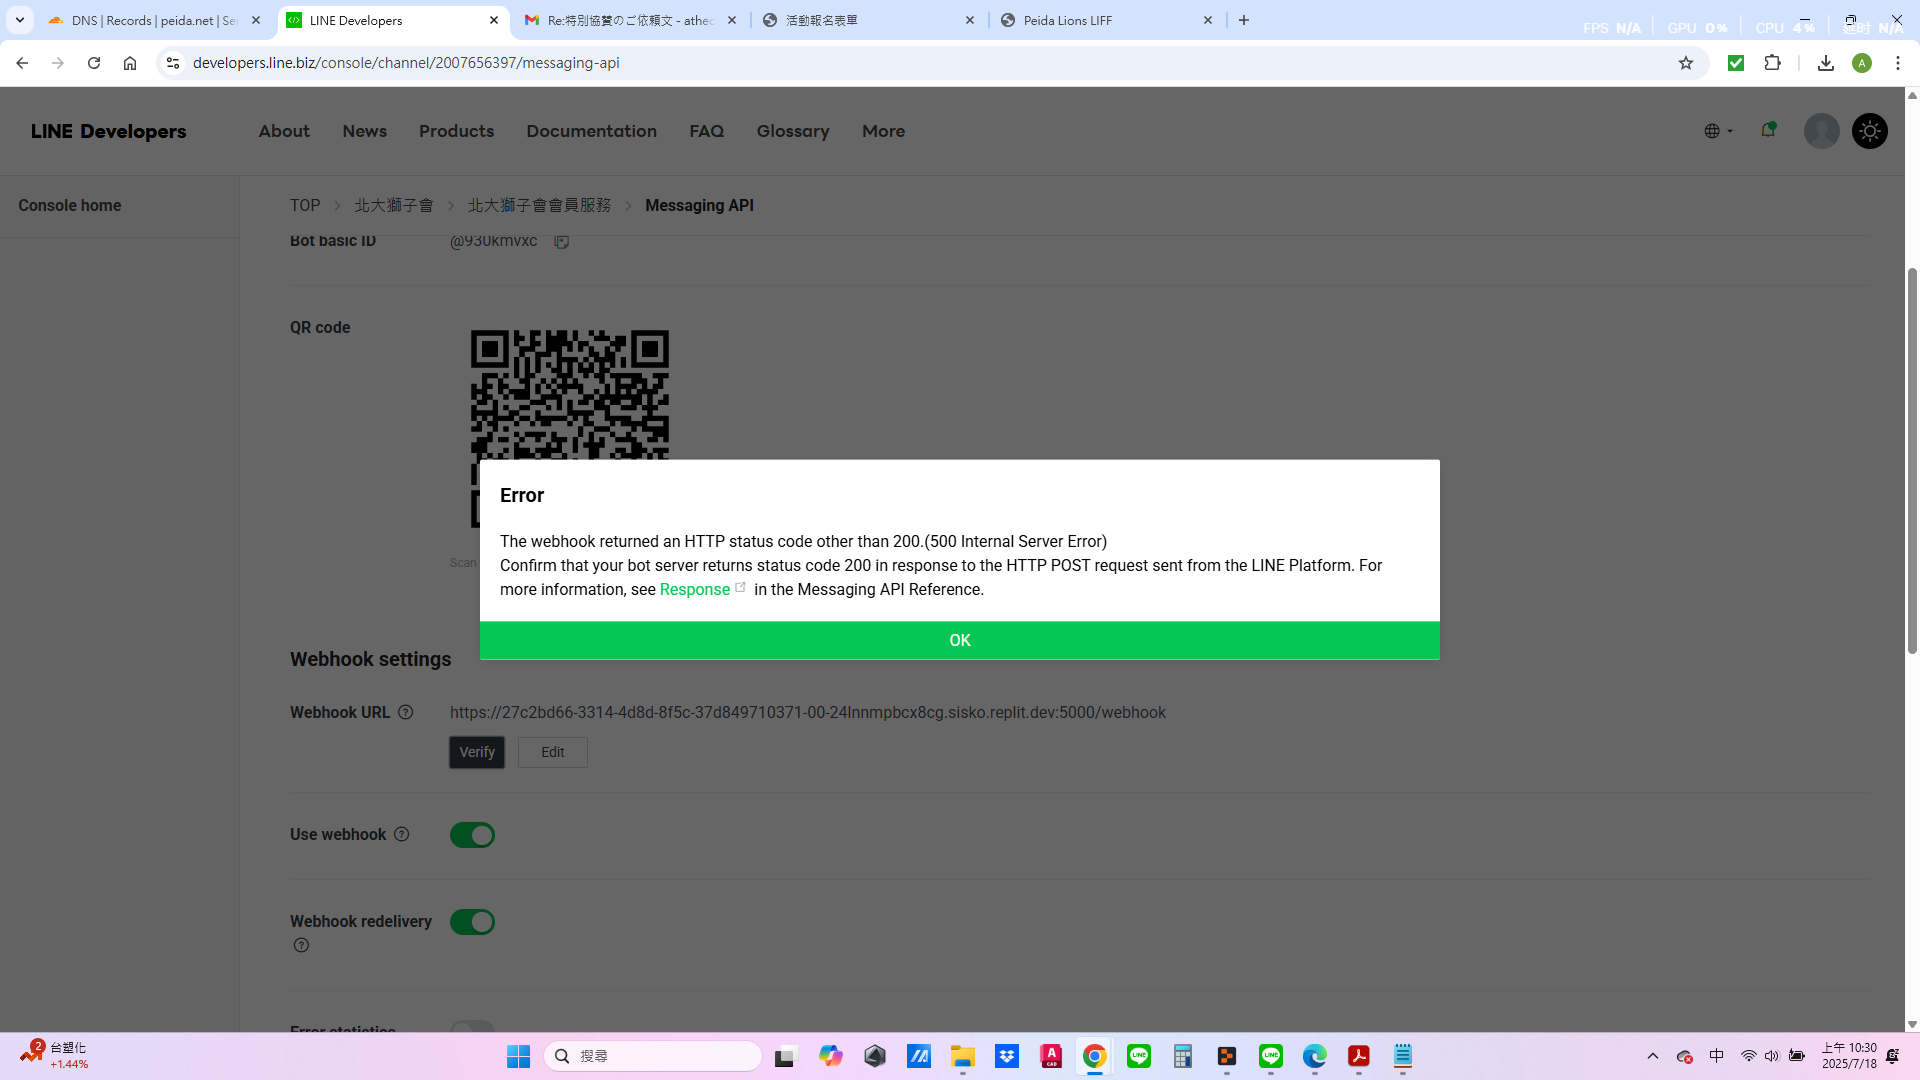 DNS | Records | peida.net | Se
LINE Developers
Re:特別協賛のご依頼文 - athec
活動報名表單
Peida Lions LIFF
FPS N/A GPU 0% CPU 4% 延时 N/A
developers.line.biz/console/channel/2007656397/messaging-api
A
LINE Developers
About
News
Products
Documentation
FAQ
Glossary
More
Console home
TOP > 北大獅子會 > 北大獅子會會員服務 > Messaging API
Bot basic ID
@930kmvxc
QR code
Error
The webhook returned an HTTP status code other than 200.(500 Internal Server Error)
Confirm that your bot server returns status code 200 in response to the HTTP POST request sent from the LINE Platform. For
more information, see Response in the Messaging API Reference.
Scan
OK
Webhook settings
Webhook URL
https://27c2bd66-3314-4d8d-8f5c-37d849710371-00-24lnnmpbcx8cg.sisko.replit.dev:5000/webhook
Verify
Edit
Use webhook
Webhook redelivery
Error statistics
2
台塑化
+1.44%
搜尋
中
上午 10:30
2025/7/18